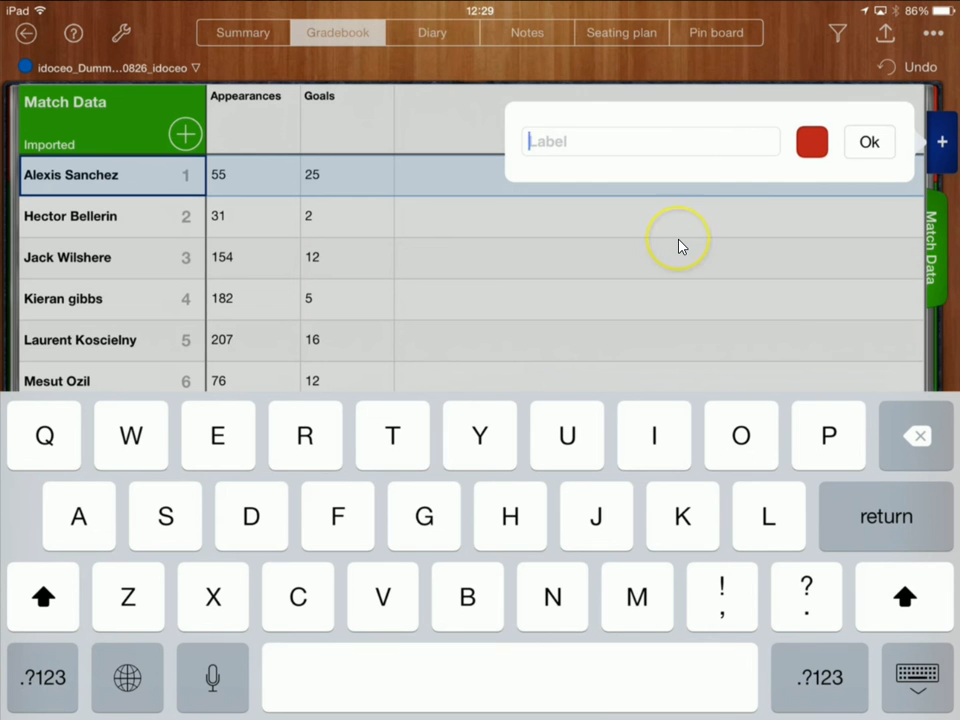 iPad 12:29 86%
? Summary Gradebook Diary Notes Seating plan Pin board
idoceo_Dumm...0826_idoceo ▽ Undo
Match Data Appearances Goals
Imported
Label Ok
+
Alexis Sanchez 1 55 25
Hector Bellerin 2 31 2
Jack Wilshere 3 154 12
Kieran gibbs 4 182 5
Laurent Koscielny 5 207 16
Mesut Ozil 6 76 12
Match Data
Q W E R T Y U I O P
A S D F G H J K L return
Z X C V B N M ! , ? .
.?123 .?123